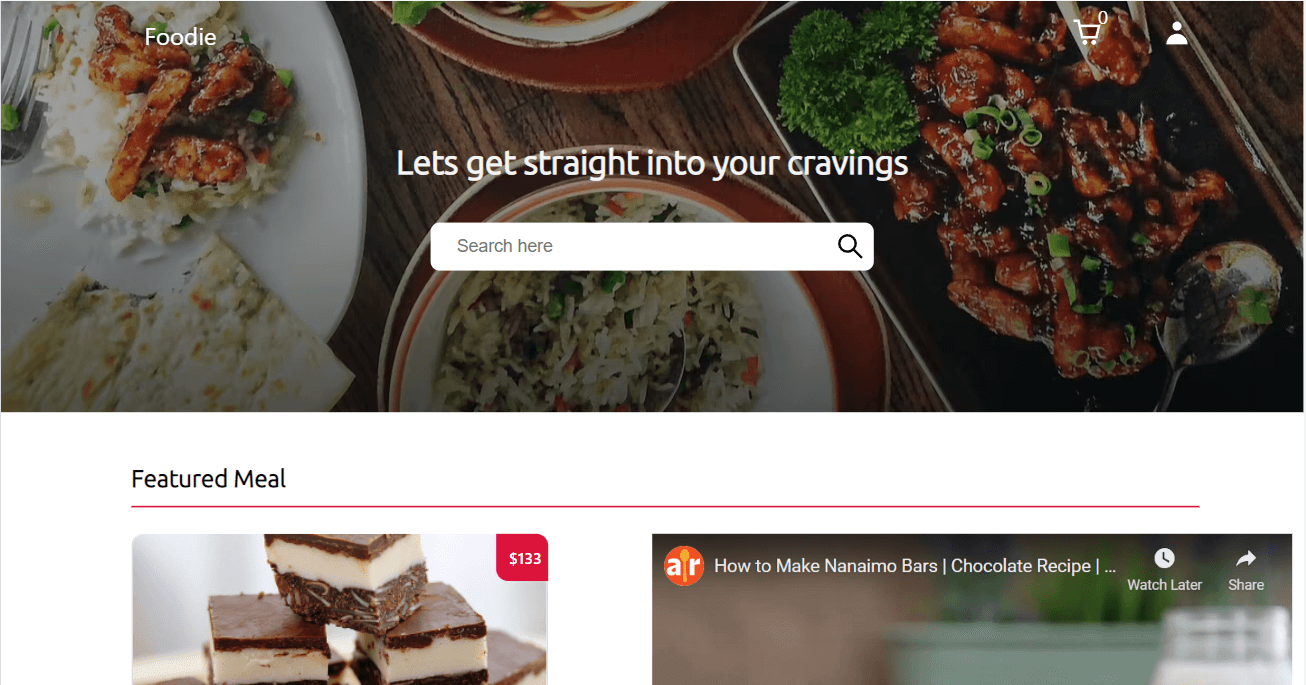 Foodie
0
Lets get straight into your cravings
Search here
Featured Meal
$133
ar
How to Make Nanaimo Bars | Chocolate Recipe | ...
Watch Later
Share